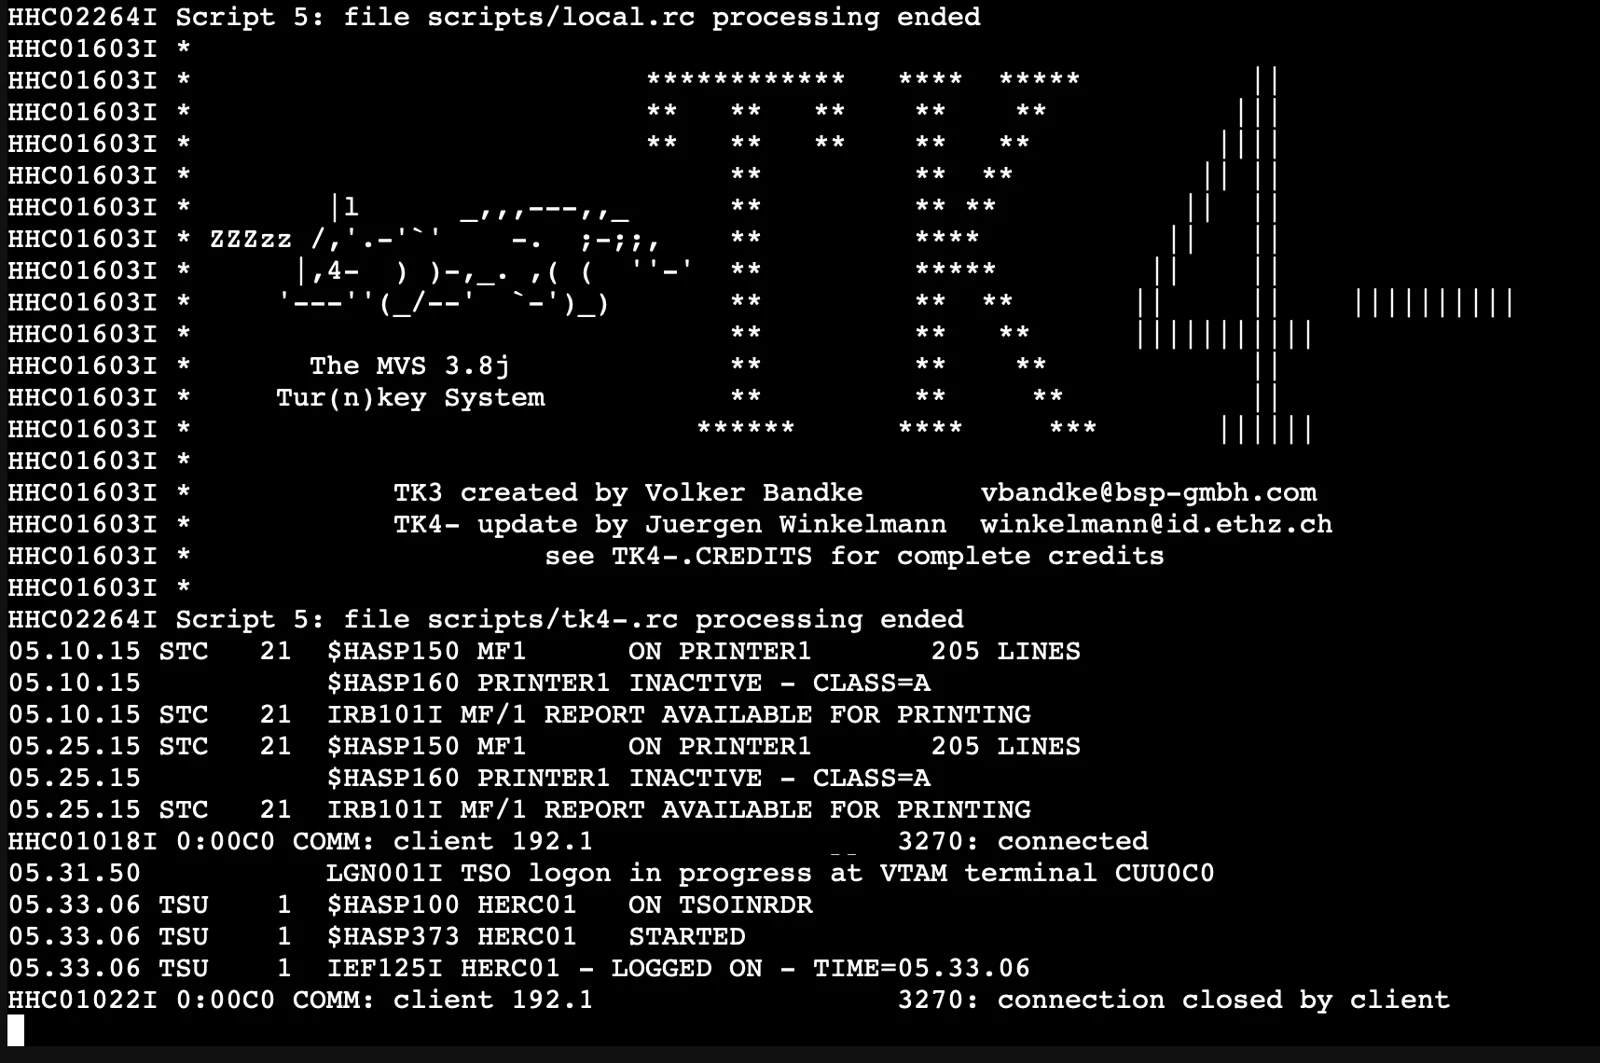 HHC02264I Script 5: file scripts/local.rc processing ended
HHC01603I *
HHC01603I *                           ************   ****  *****          ||
HHC01603I *                           **   **   **    **     **          |||
HHC01603I *                           **   **   **    **    **          ||||
HHC01603I *                                **         **   **          || ||
HHC01603I *        |l      _,,,---,,_      **         ** **           ||  ||
HHC01603I * ZZZzz /,'.-'`'    -.  ;-;;,    **         ****           ||   ||
HHC01603I *      |,4-  ) )-,_. ,( (  ''-'  **         *****         ||    ||
HHC01603I *     '---''(_/--'  `-')_)       **         **  **       ||     ||    ||||||||||
HHC01603I *                                **         **   **      |||||||||||
HHC01603I *       The MVS 3.8j             **         **    **            ||
HHC01603I *     Tur(n)key System           **         **     **           ||
HHC01603I *                              ******      ****     ***       ||||||
HHC01603I *
HHC01603I *            TK3 created by Volker Bandke       vbandke@bsp-gmbh.com
HHC01603I *            TK4- update by Juergen Winkelmann  winkelmann@id.ethz.ch
HHC01603I *                     see TK4-.CREDITS for complete credits
HHC01603I *
HHC02264I Script 5: file scripts/tk4-.rc processing ended
05.10.15 STC   21  $HASP150 MF1      ON PRINTER1       205 LINES
05.10.15           $HASP160 PRINTER1 INACTIVE - CLASS=A
05.10.15 STC   21  IRB101I MF/1 REPORT AVAILABLE FOR PRINTING
05.25.15 STC   21  $HASP150 MF1      ON PRINTER1       205 LINES
05.25.15           $HASP160 PRINTER1 INACTIVE - CLASS=A
05.25.15 STC   21  IRB101I MF/1 REPORT AVAILABLE FOR PRINTING
HHC01018I 0:00C0 COMM: client 192.1                  3270: connected
05.31.50           LGN001I TSO logon in progress at VTAM terminal CUU0C0
05.33.06 TSU    1  $HASP100 HERC01   ON TSOINRDR
05.33.06 TSU    1  $HASP373 HERC01   STARTED
05.33.06 TSU    1  IEF125I HERC01 - LOGGED ON - TIME=05.33.06
HHC01022I 0:00C0 COMM: client 192.1                  3270: connection closed by client